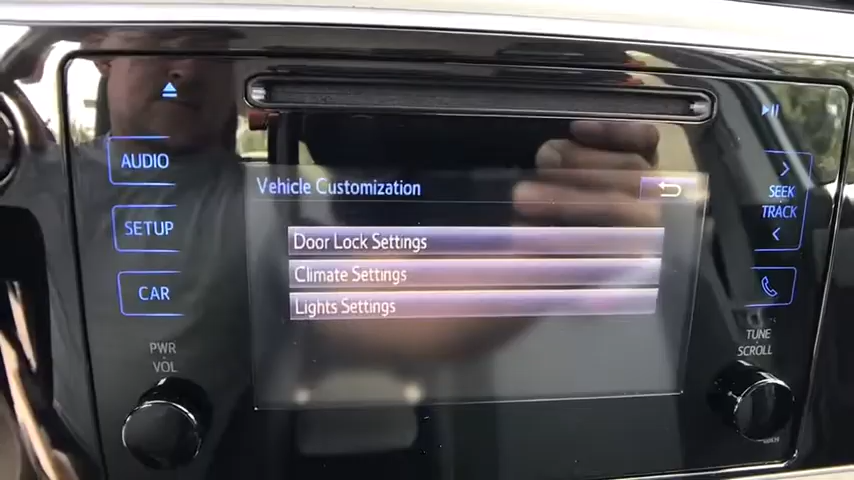 AUDIO
SETUP
CAR
PWR
VOL
Vehicle Customization
Door Lock Settings
Climate Settings
Lights Settings
SEEK
TRACK
TUNE
SCROLL